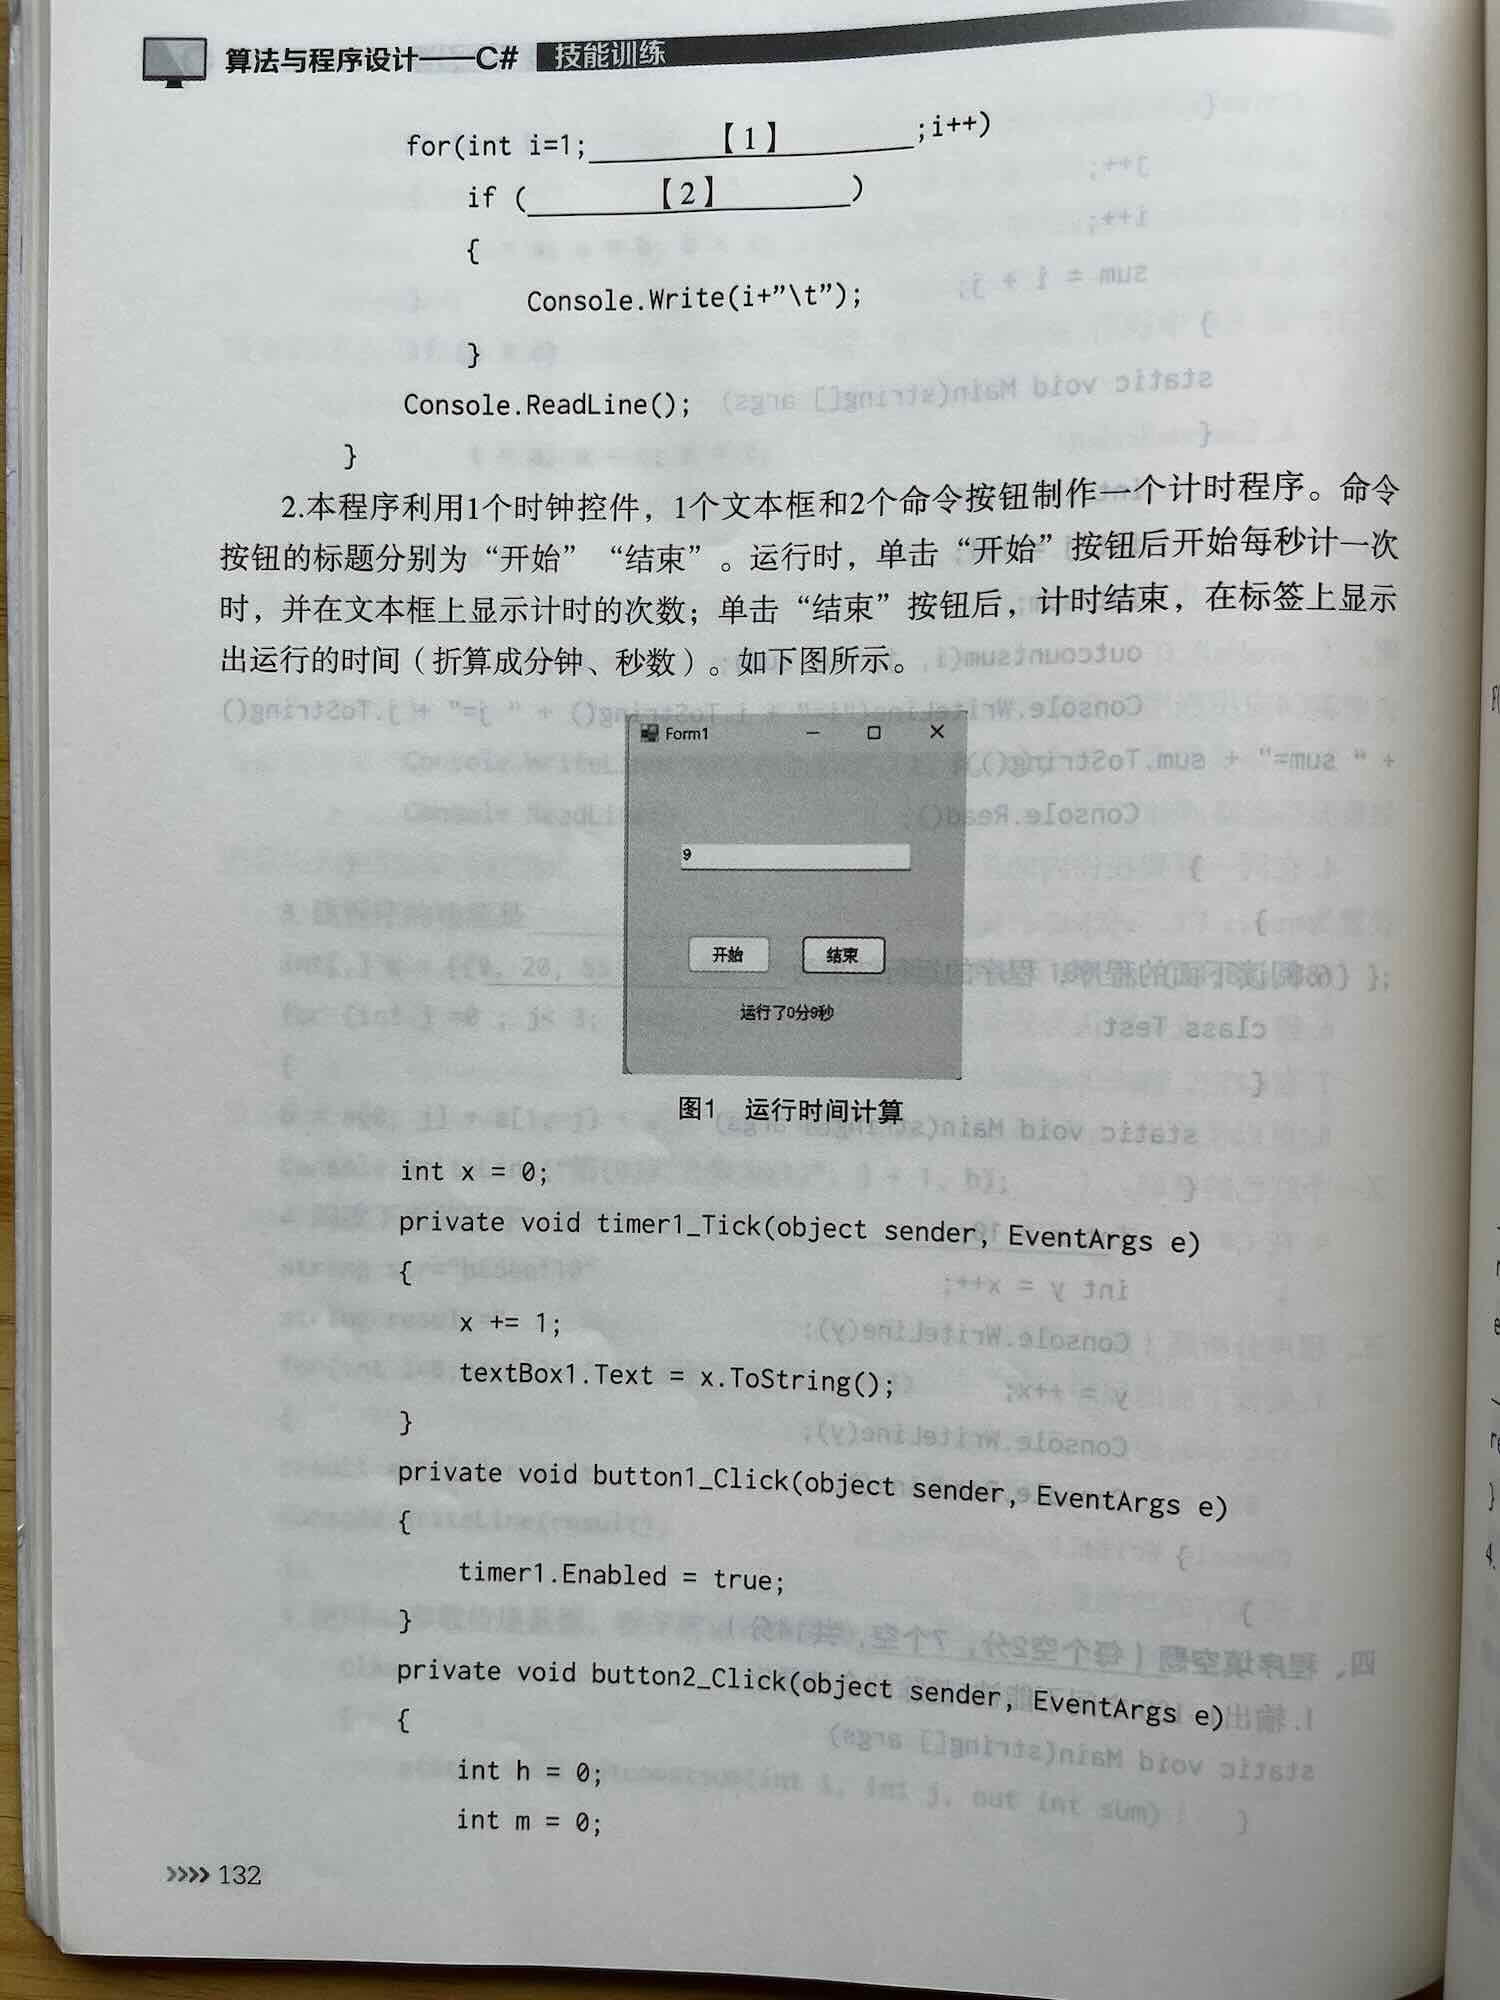 算法与程序设计——C# 技能训练
for(int i=1;【1】;i++)
if (【2】)
{
Console.Write(i+”\t”);
}
Console.ReadLine();
}
2.本程序利用1个时钟控件，1个文本框和2个命令按钮制作一个计时程序。命令
按钮的标题分别为“开始”“结束”。运行时，单击“开始”按钮后开始每秒计一次
时，并在文本框上显示计时的次数；单击“结束”按钮后，计时结束，在标签上显示
出运行的时间（折算成分钟、秒数）。如下图所示。
Form1
9
开始 结束
运行了0分9秒
图1 运行时间计算
int x = 0;
private void timer1_Tick(object sender, EventArgs e)
{
x += 1;
textBox1.Text = x.ToString();
}
private void button1_Click(object sender, EventArgs e)
{
timer1.Enabled = true;
}
private void button2_Click(object sender, EventArgs e)
{
int h = 0;
int m = 0;
>>>> 132